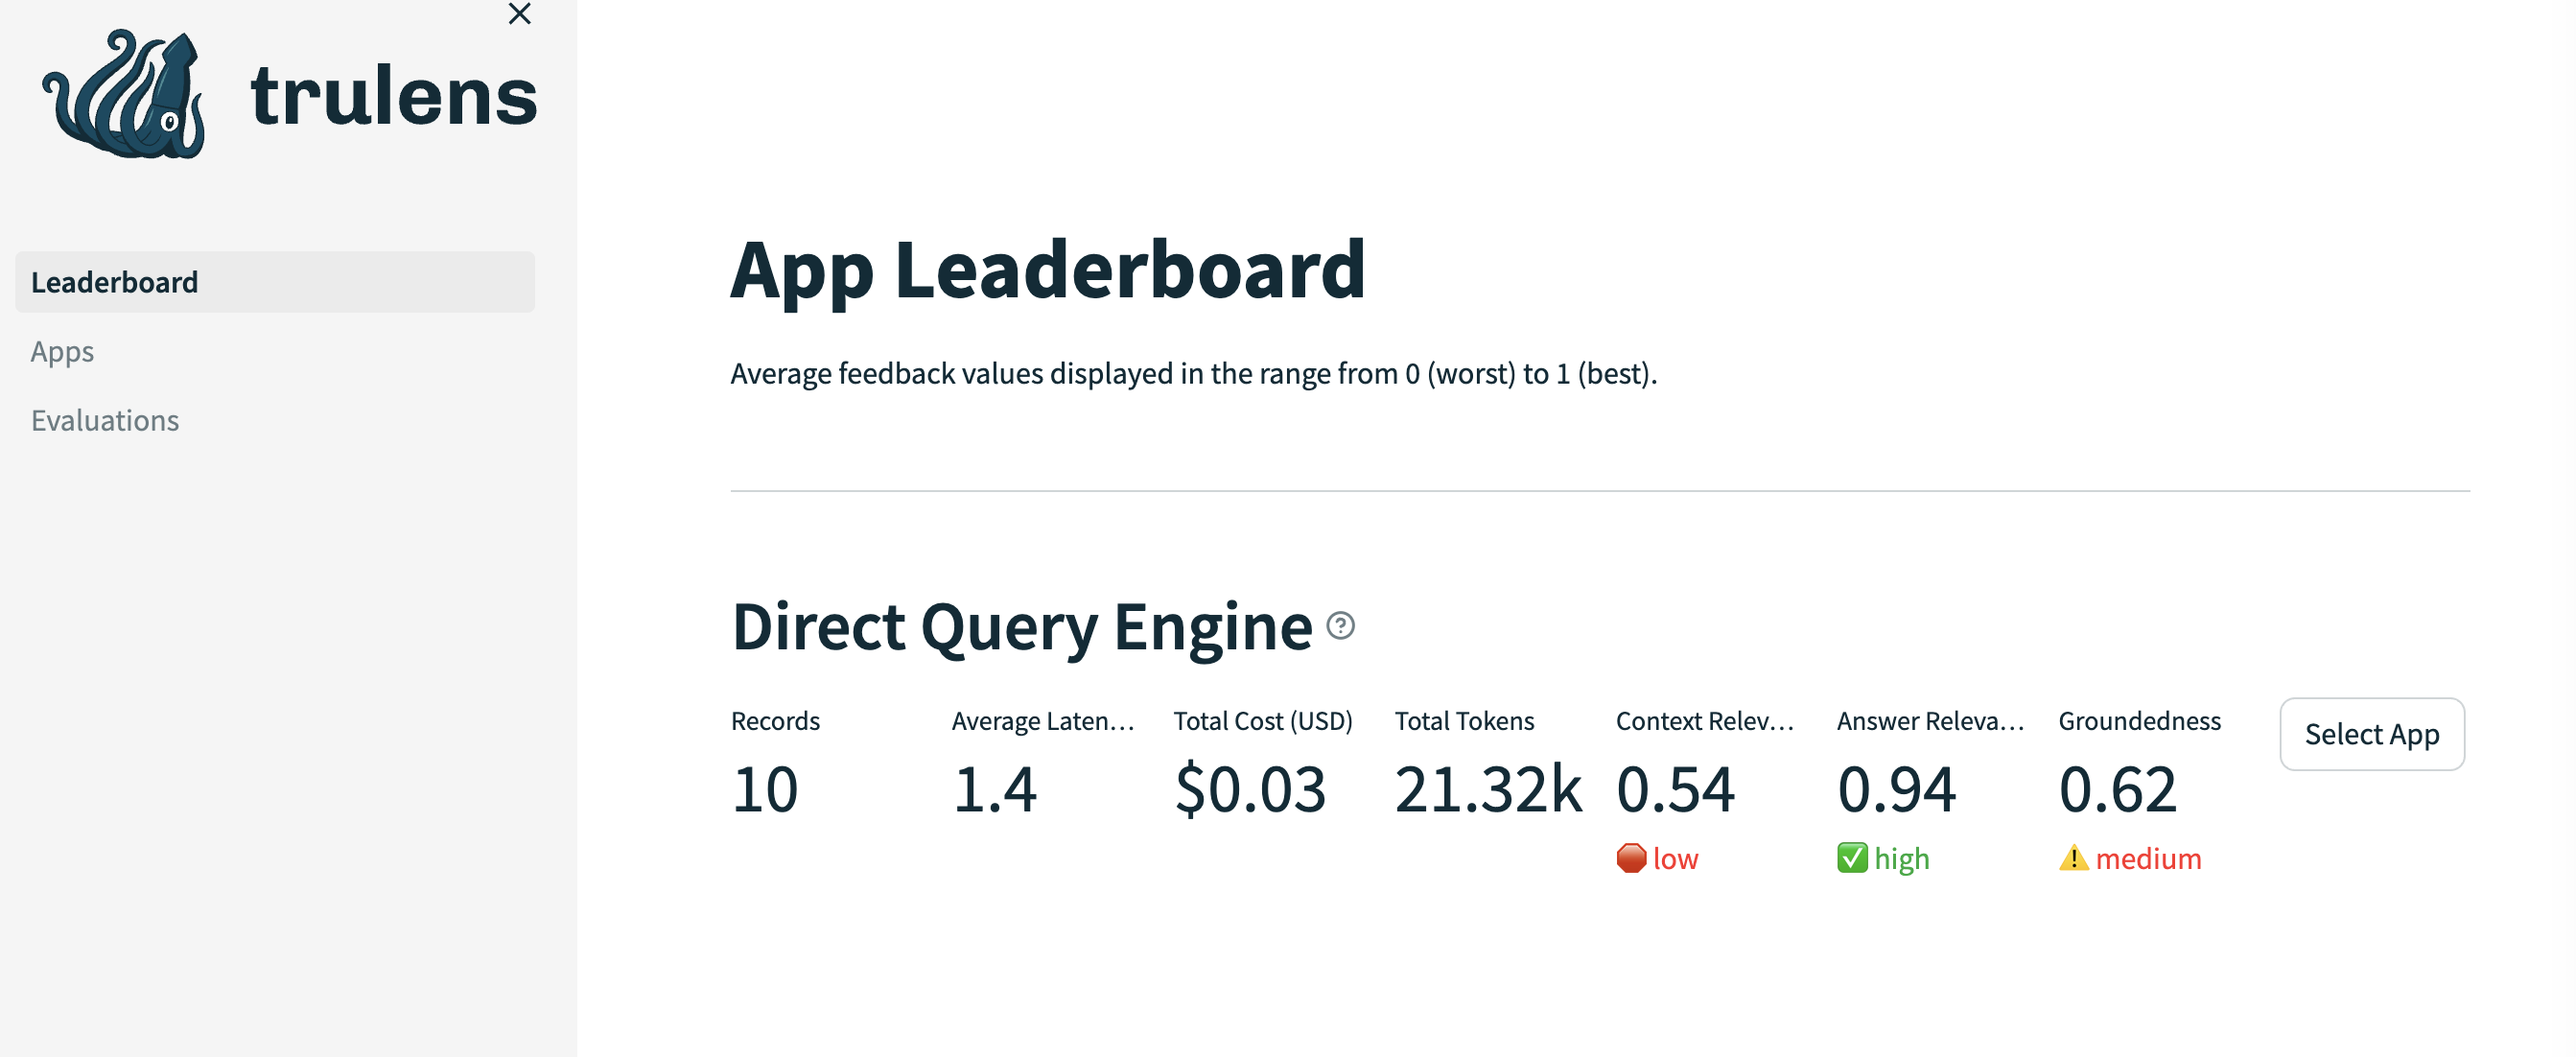 trulens
Leaderboard
Apps
Evaluations
App Leaderboard
Average feedback values displayed in the range from 0 (worst) to 1 (best).
Direct Query Engine
Records Average Laten… Total Cost (USD) Total Tokens Context Relev… Answer Releva… Groundedness Select App
10 1.4 $0.03 21.32k 0.54 0.94 0.62
low high medium